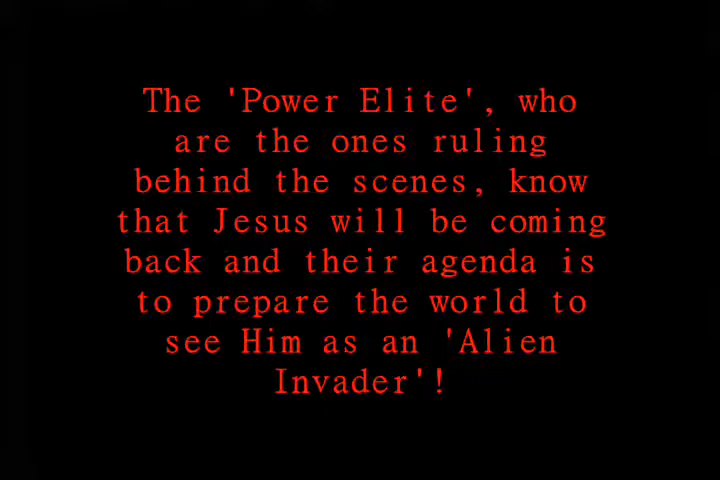 The 'Power Elite', who
are the ones ruling
behind the scenes, know
that Jesus will be coming
back and their agenda is
to prepare the world to
see Him as an 'Alien
Invader'!